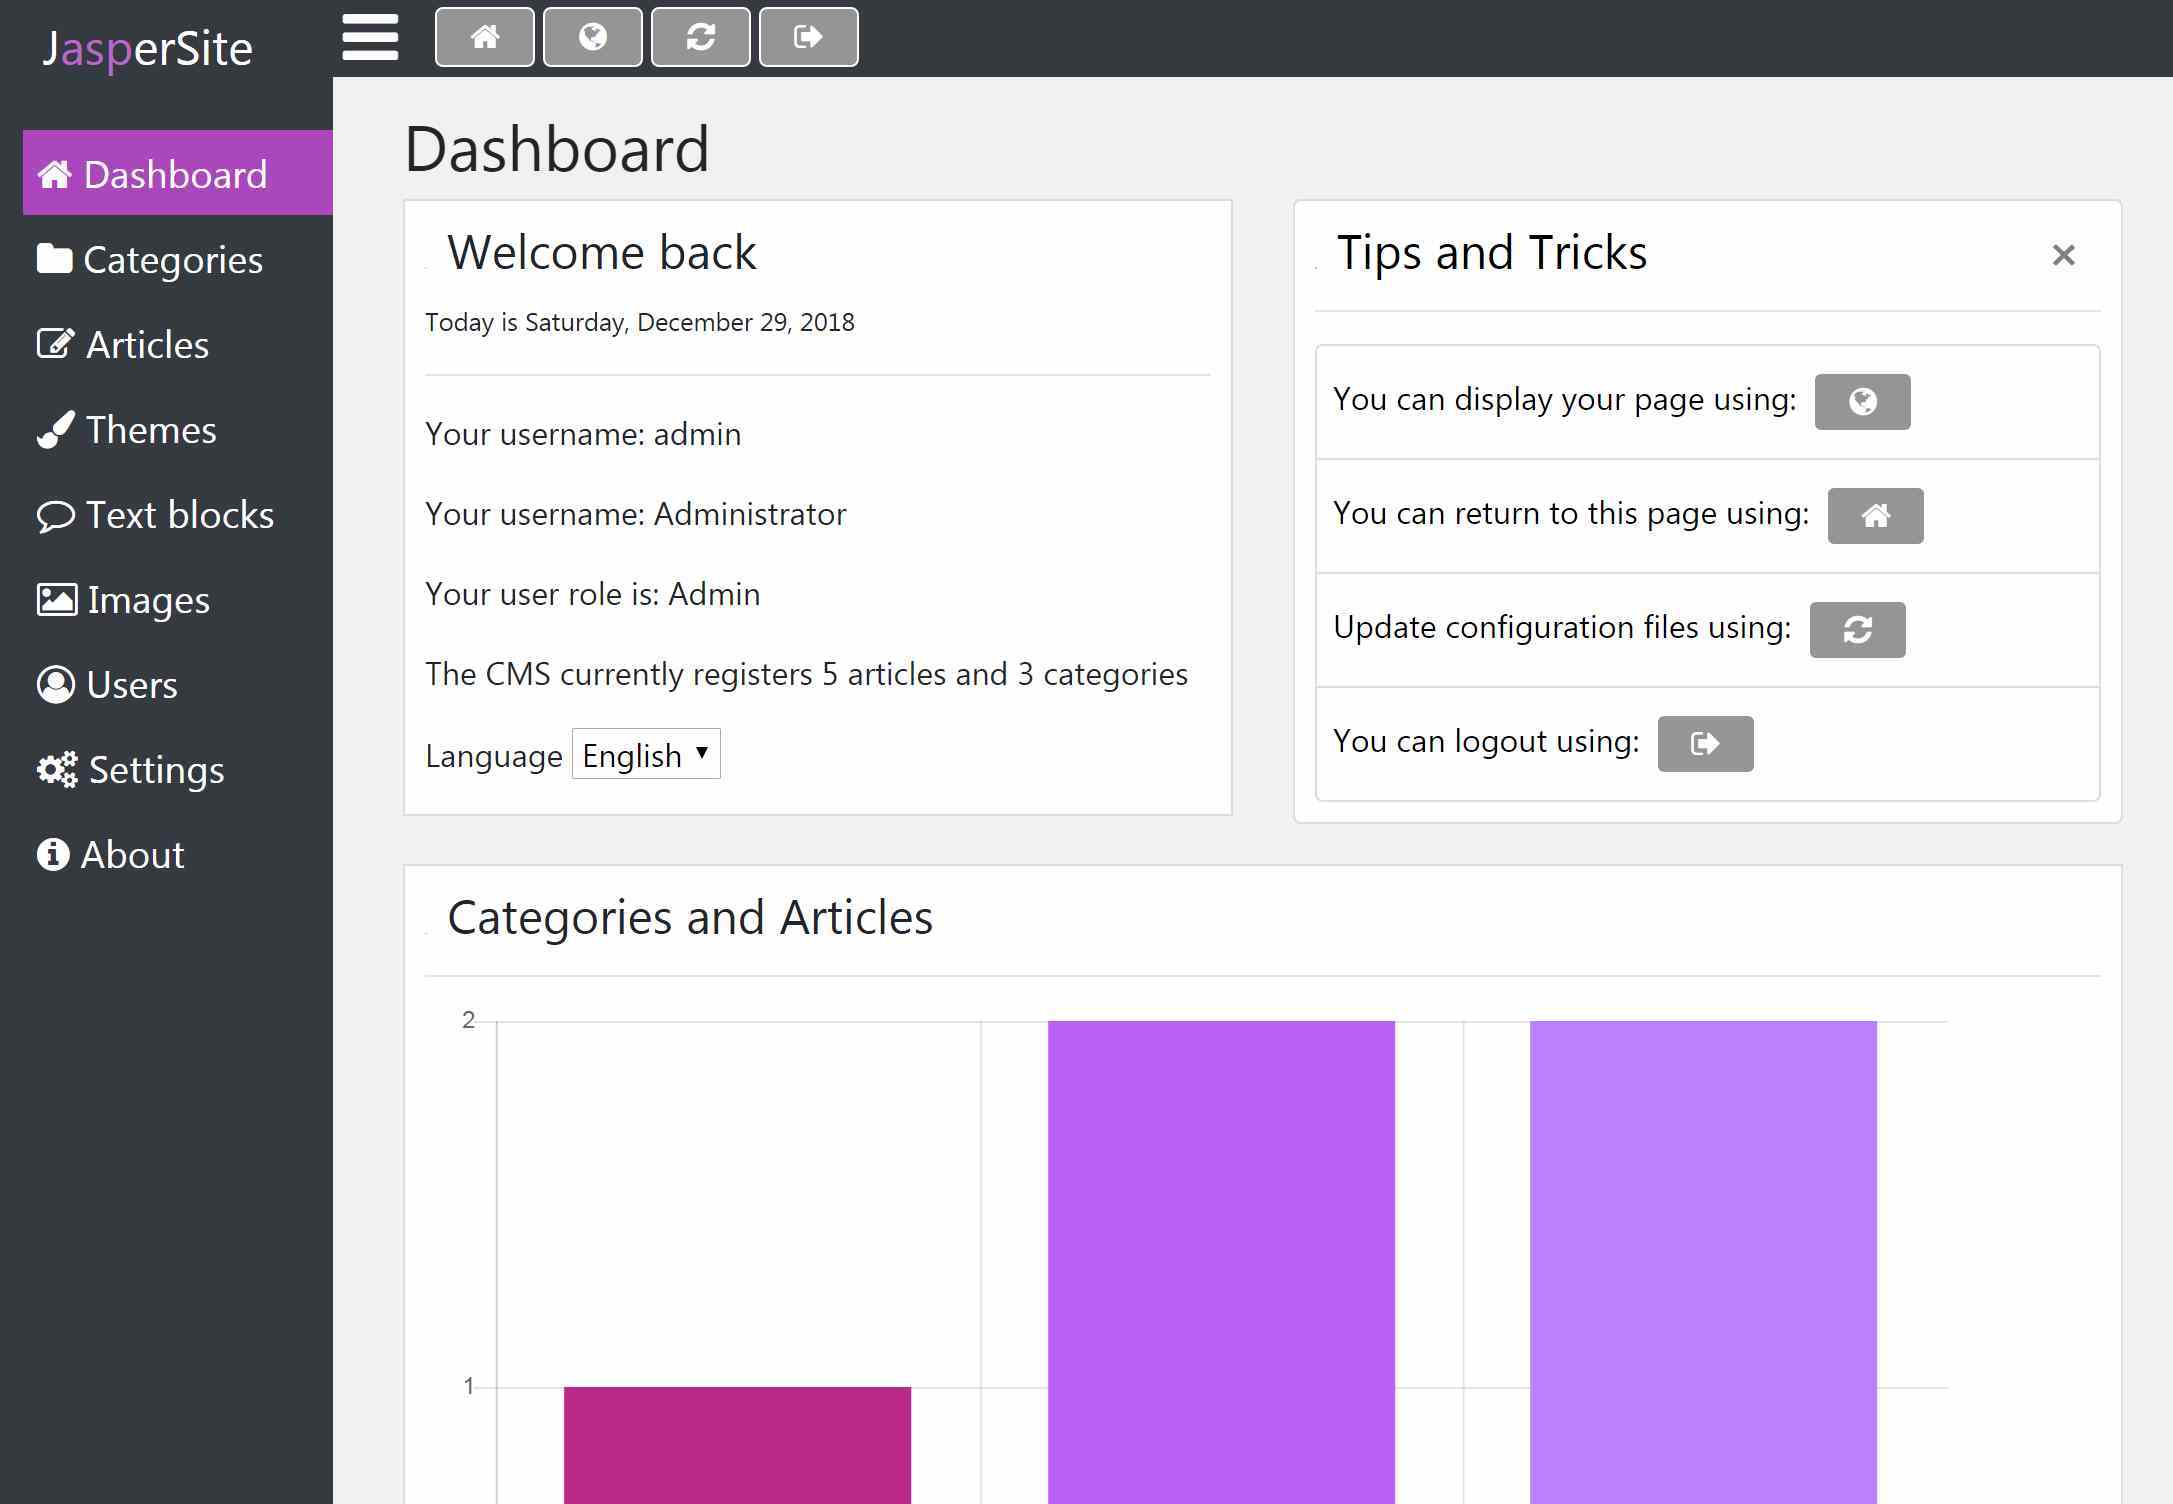 JasperSite
Dashboard
Categories
Articles
Themes
Text blocks
Images
Users
Settings
About
Dashboard
Welcome back
Today is Saturday, December 29, 2018
Your username: admin
Your username: Administrator
Your user role is: Admin
The CMS currently registers 5 articles and 3 categories
Language English
Tips and Tricks
You can display your page using:
You can return to this page using:
Update configuration files using:
You can logout using:
Categories and Articles
2
1